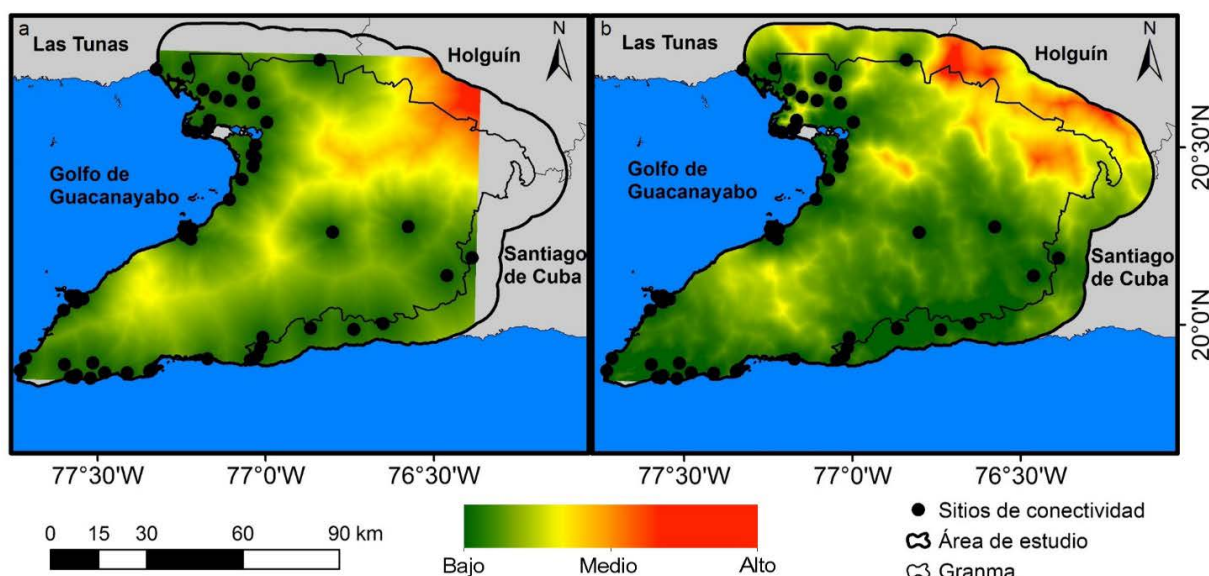 a
Las Tunas
Holguín
N
Golfo de
Guacanayabo
Santiago
de Cuba
b
Las Tunas
Holguín
N
Golfo de
Guacanayabo
Santiago
de Cuba
20°30'N
20°0'N
77°30'W
77°0'W
76°30'W
77°30'W
77°0'W
76°30'W
0 15 30 60 90 km
Bajo Medio Alto
Sitios de conectividad
Área de estudio
Granma